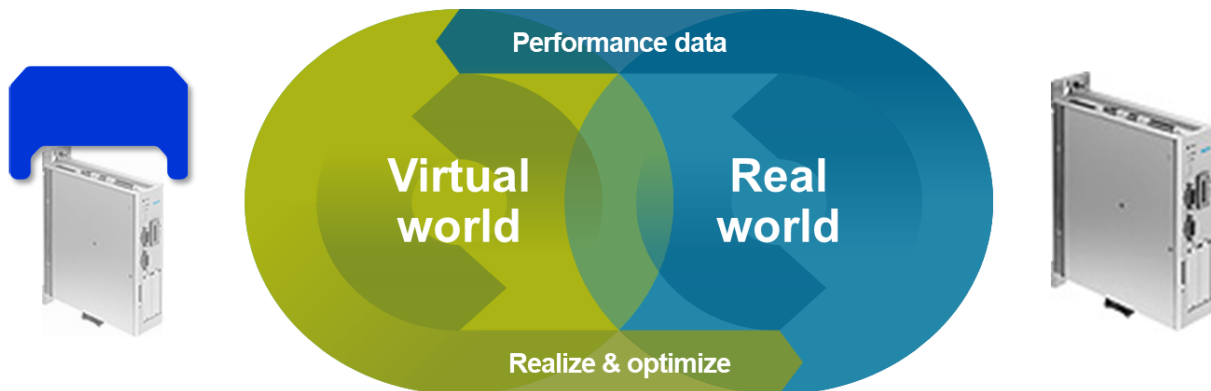 Performance data
Virtual
world
Real
world
Realize & optimize